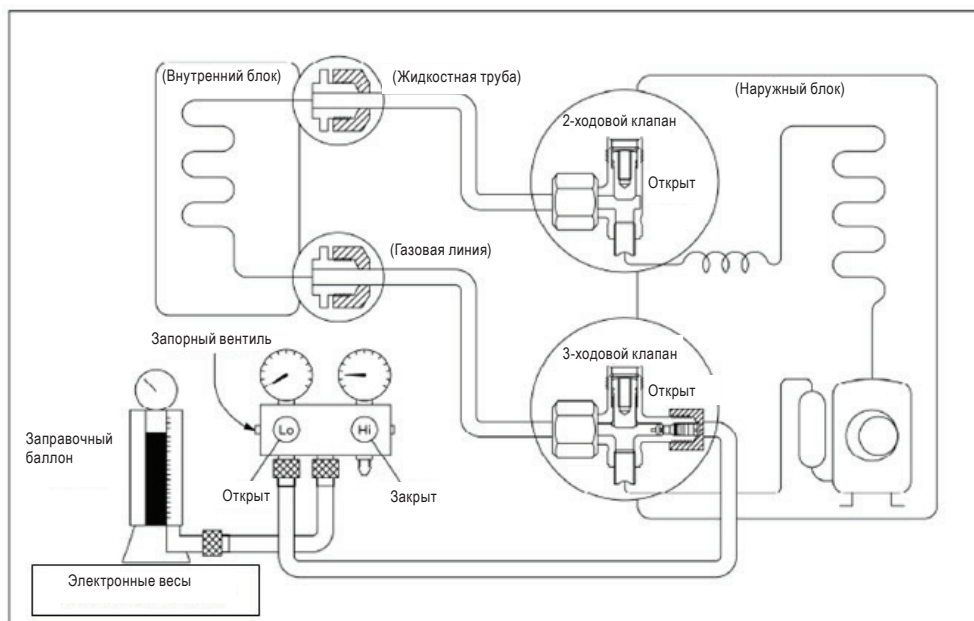 (Внутренний блок)
(Жидкостная труба)
(Наружный блок)
2-ходовой клапан
Открыт
(Газовая линия)
Запорный вентиль
3-ходовой клапан
Открыт
Lo
Hi
Заправочный
баллон
Открыт
Закрыт
Электронные весы